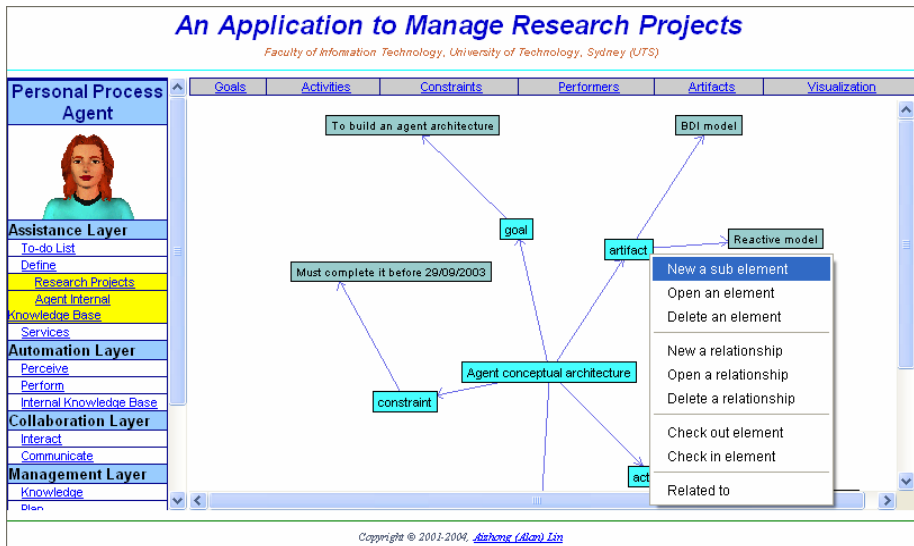 An Application to Manage Research Projects
Faculty of Information Technology, University of Technology, Sydney (UTS)
Personal Process
Agent
Assistance Layer
To-do List
Define
Research Projects
Agent Internal
Knowledge Base
Services
Automation Layer
Perceive
Perform
Internal Knowledge Base
Collaboration Layer
Interact
Communicate
Management Layer
Knowledge
Plan
Goals Activities Constraints Performers Artifacts Visualization
To build an agent architecture
BDI model
goal
artifact
Reactive model
Must complete it before 29/09/2003
Agent conceptual architecture
constraint
act
New a sub element
Open an element
Delete an element
New a relationship
Open a relationship
Delete a relationship
Check out element
Check in element
Related to
Copyright © 2001-2004, Aizhong (Alan) Lin